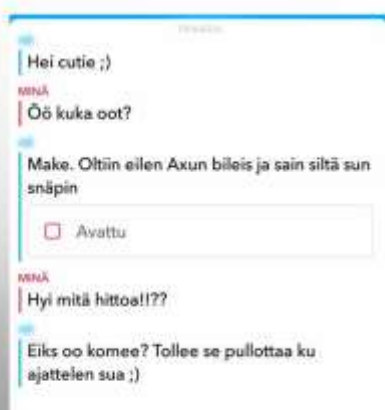 Hei cutie ;)
MINÄ
Öö kuka oot?
Make. Oltiin eilen Axun bileis ja sain siltä sun
snäpin
Avattu
MINÄ
Hyi mitä hittoa!!??
Eiks oo komee? Tollee se pullottaa ku
ajattelen sua ;)